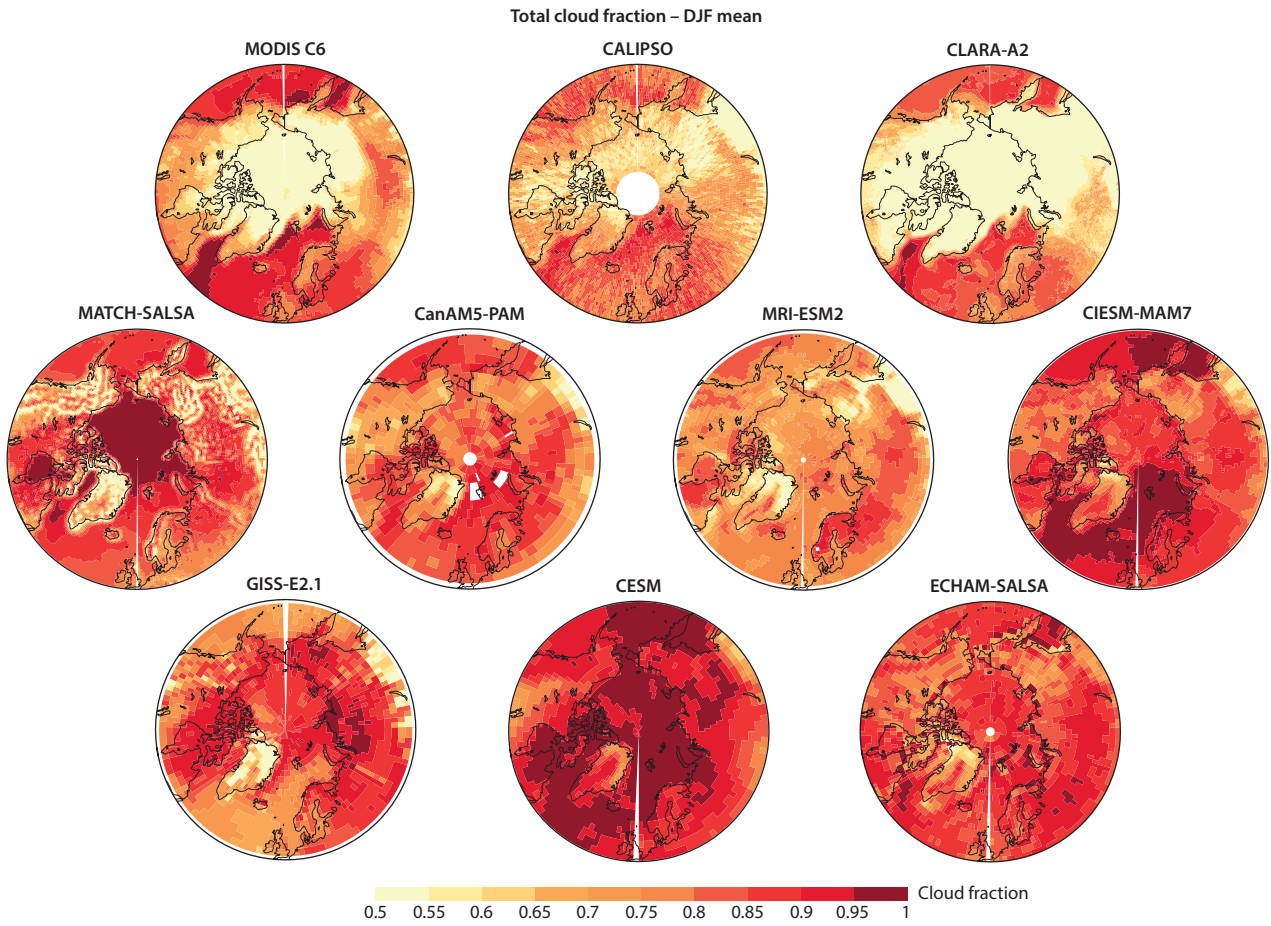 Total cloud fraction – DJF mean
MODIS C6
CALIPSO
CLARA-A2
MATCH-SALSA
CanAM5-PAM
MRI-ESM2
CIESM-MAM7
GISS-E2.1
CESM
ECHAM-SALSA
Cloud fraction
0.5 0.55 0.6 0.65 0.7 0.75 0.8 0.85 0.9 0.95 1